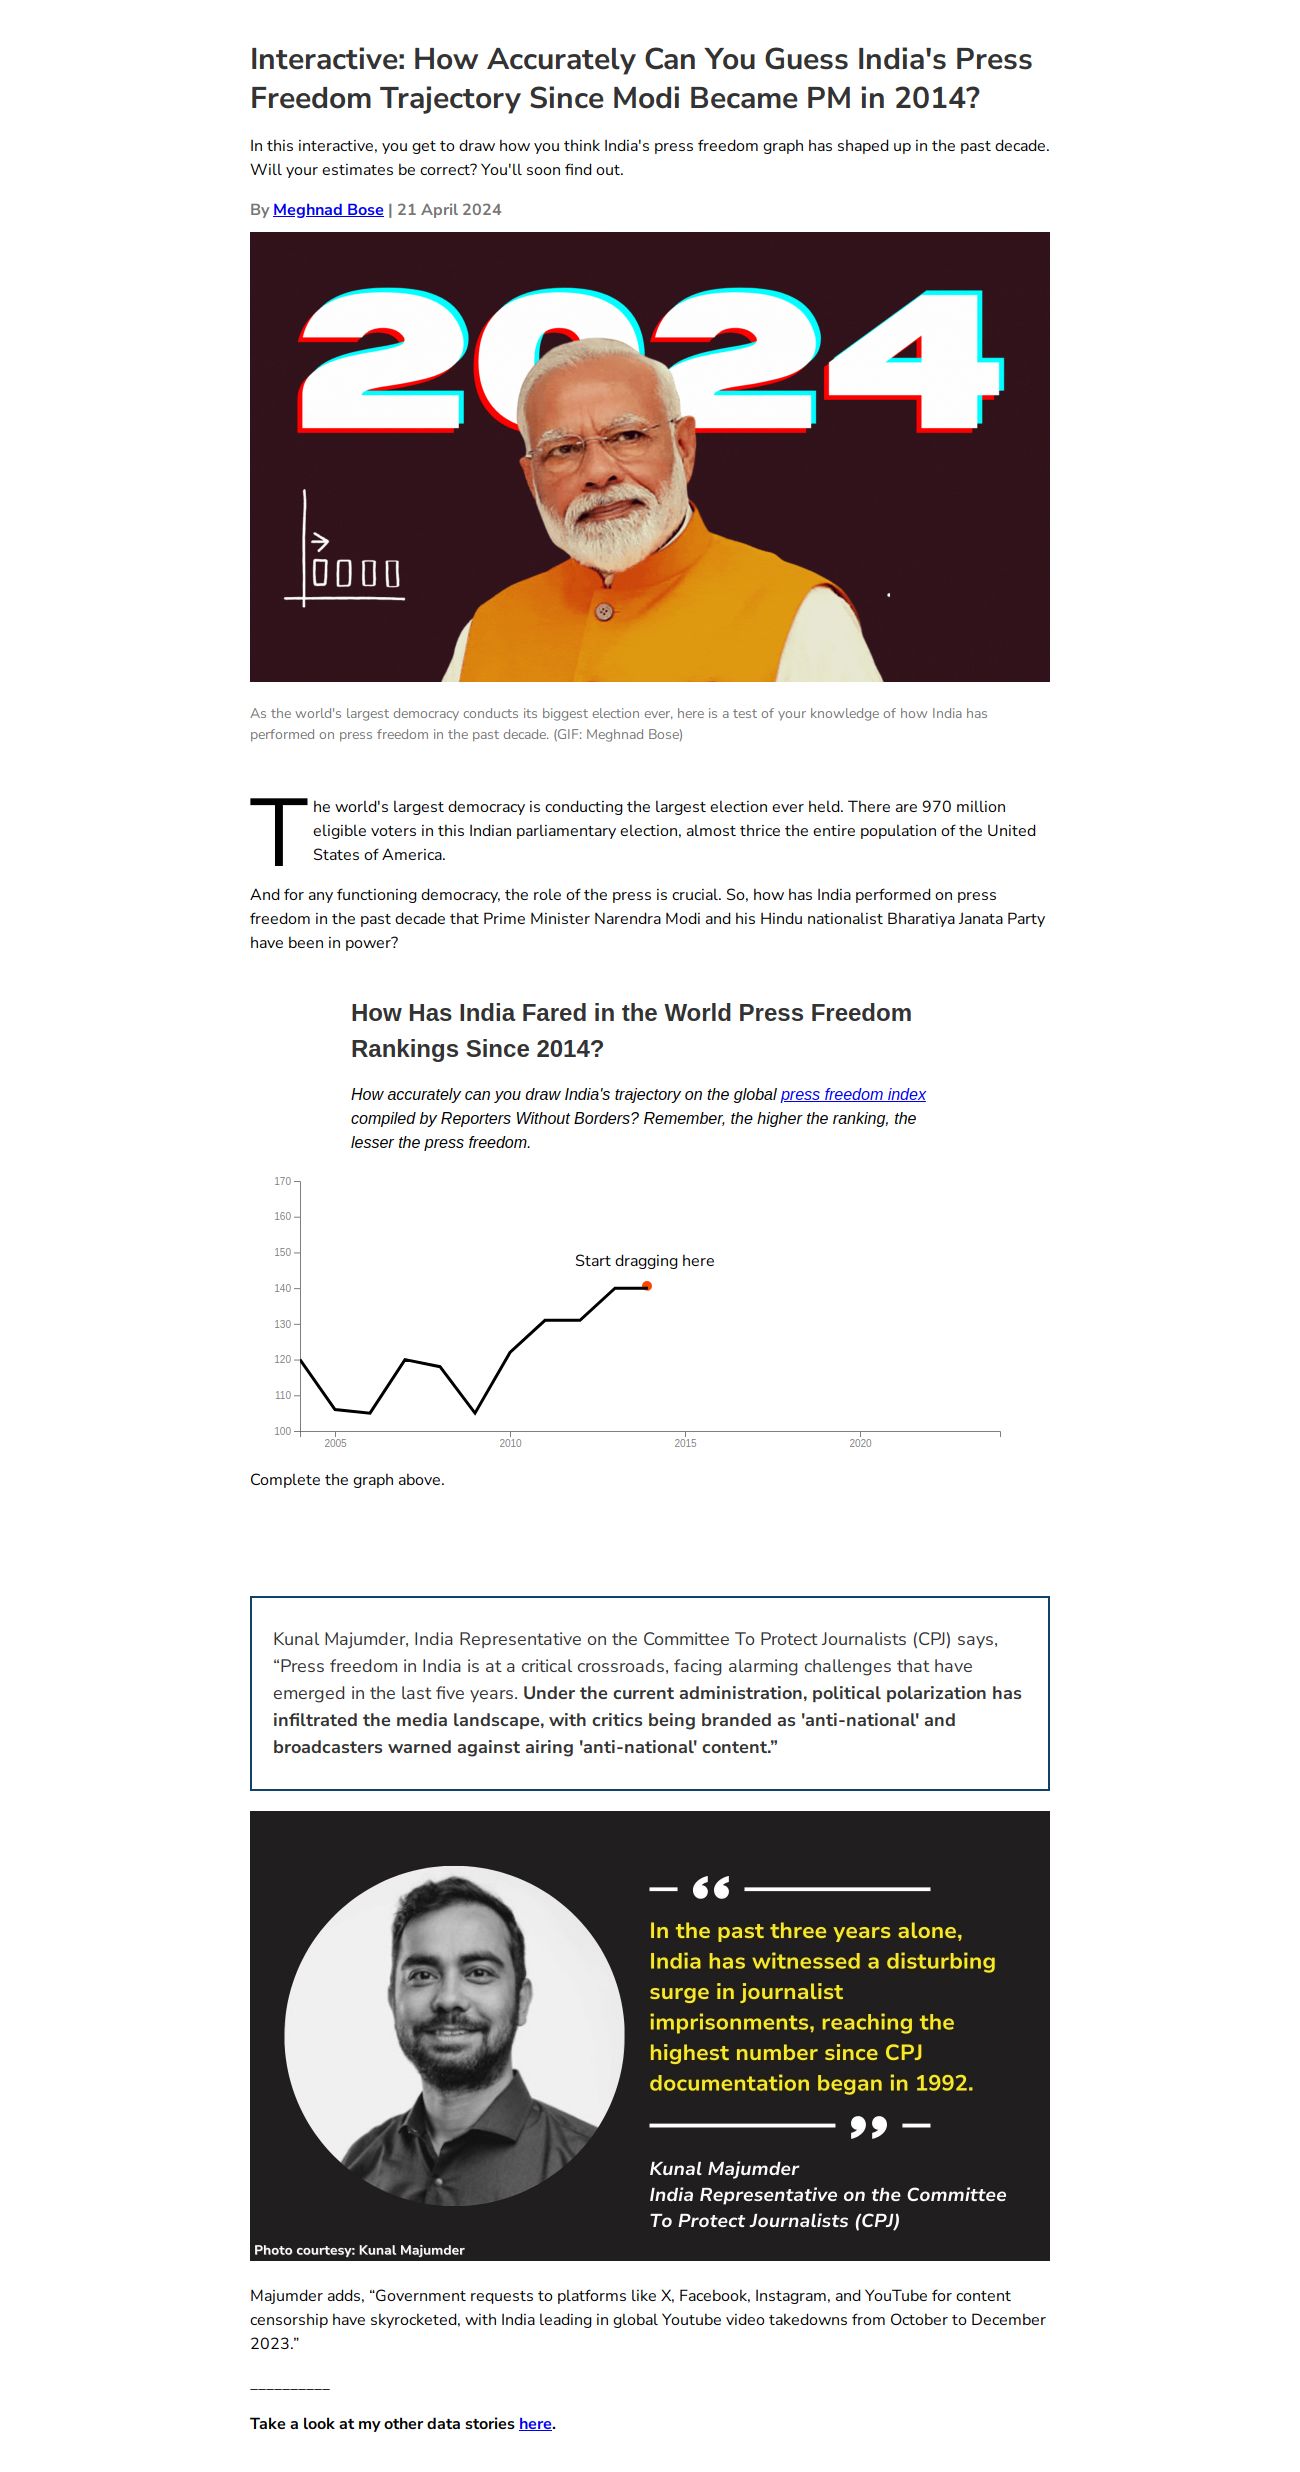 Interactive: How Accurately Can You Guess India's Press
Freedom Trajectory Since Modi Became PM in 2014?
In this interactive, you get to draw how you think India's press freedom graph has shaped up in the past decade.
Will your estimates be correct? You'll soon find out.
By Meghnad Bose | 21 April 2024
2024
As the world's largest democracy conducts its biggest election ever, here is a test of your knowledge of how India has
performed on press freedom in the past decade. (GIF: Meghnad Bose)
The world's largest democracy is conducting the largest election ever held. There are 970 million
eligible voters in this Indian parliamentary election, almost thrice the entire population of the United
States of America.
And for any functioning democracy, the role of the press is crucial. So, how has India performed on press
freedom in the past decade that Prime Minister Narendra Modi and his Hindu nationalist Bharatiya Janata Party
have been in power?
How Has India Fared in the World Press Freedom
Rankings Since 2014?
How accurately can you draw India's trajectory on the global press freedom index
compiled by Reporters Without Borders? Remember, the higher the ranking, the
lesser the press freedom.
170
160
150
Start dragging here
140
130
120
110
100
2005 2010 2015 2020
Complete the graph above.
Kunal Majumder, India Representative on the Committee To Protect Journalists (CPJ) says,
“Press freedom in India is at a critical crossroads, facing alarming challenges that have
emerged in the last five years. Under the current administration, political polarization has
infiltrated the media landscape, with critics being branded as 'anti-national' and
broadcasters warned against airing 'anti-national' content.”
“
In the past three years alone,
India has witnessed a disturbing
surge in journalist
imprisonments, reaching the
highest number since CPJ
documentation began in 1992.
”
Kunal Majumder
India Representative on the Committee
To Protect Journalists (CPJ)
Photo courtesy: Kunal Majumder
Majumder adds, “Government requests to platforms like X, Facebook, Instagram, and YouTube for content
censorship have skyrocketed, with India leading in global Youtube video takedowns from October to December
2023.”
__________
Take a look at my other data stories here.